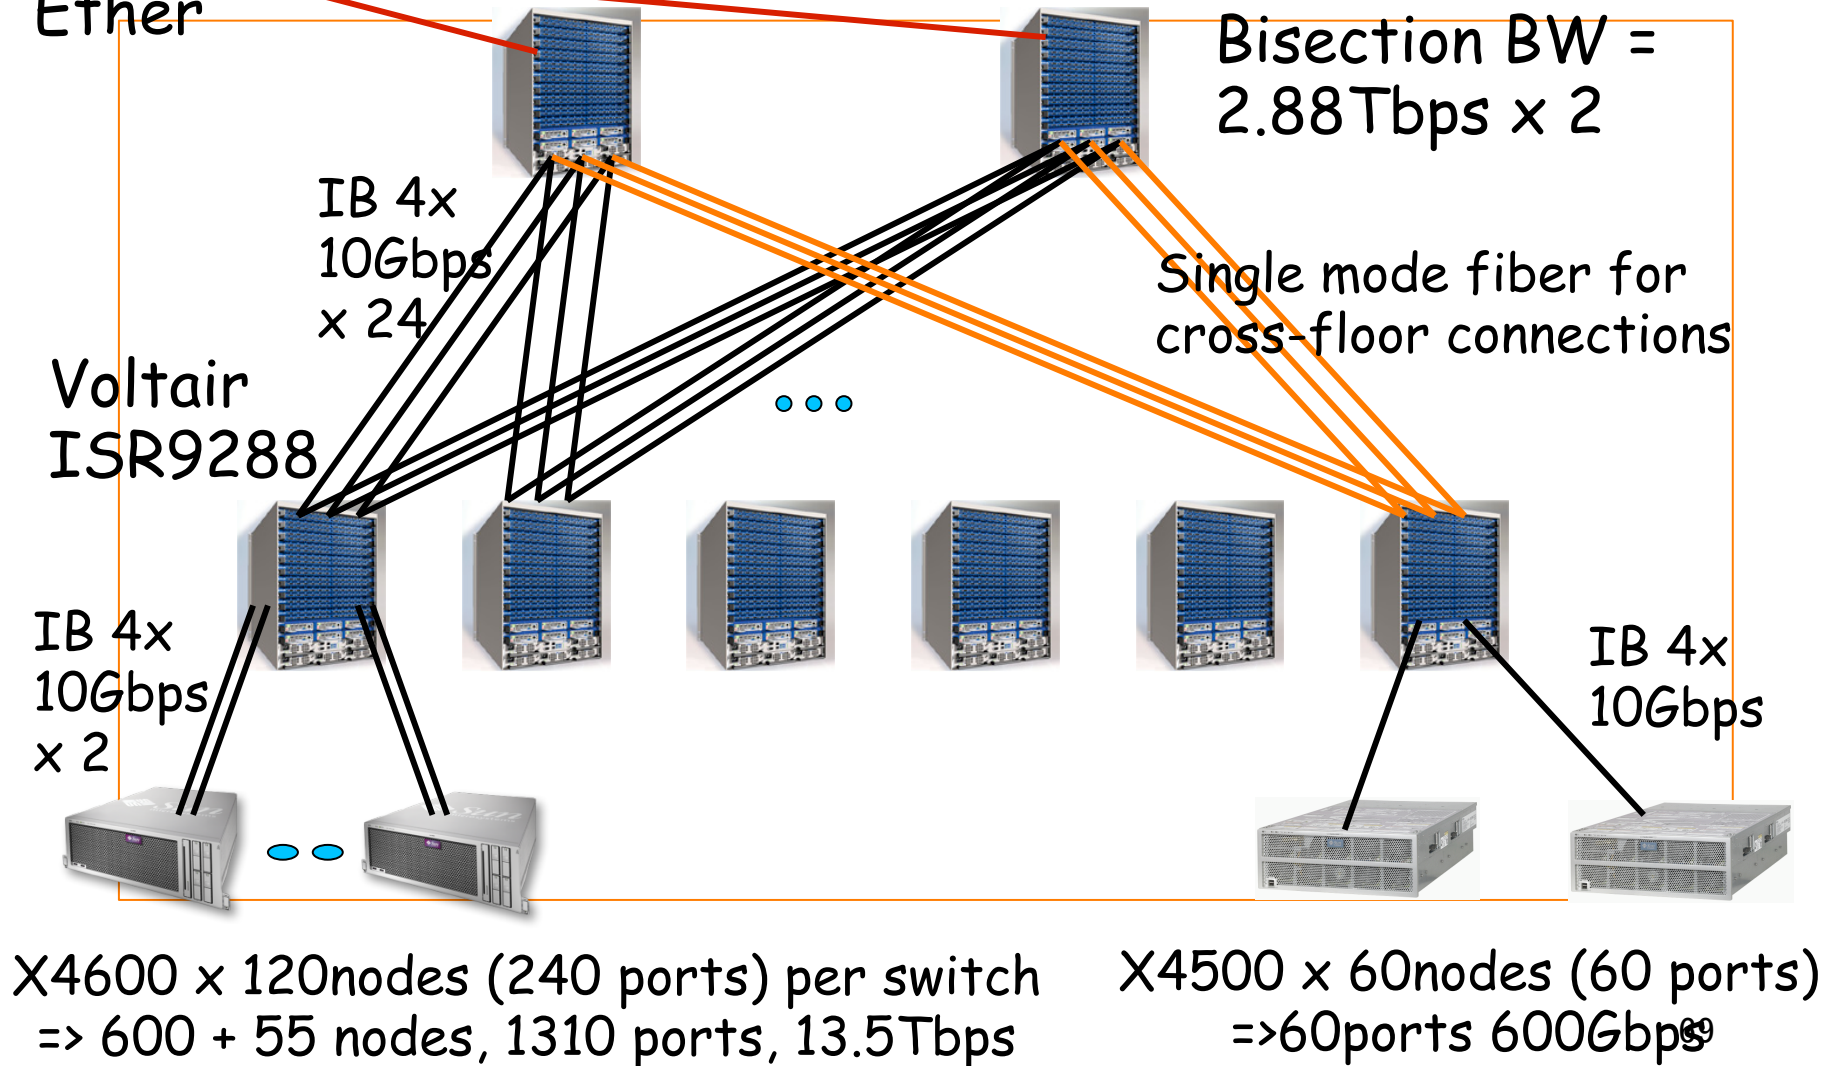 Ether
Bisection BW =
2.88Tbps x 2
IB 4x
10Gbps
x 24
Single mode fiber for
cross-floor connections
Voltair
ISR9288
IB 4x
10Gbps
x 2
IB 4x
10Gbps
X4600 x 120nodes (240 ports) per switch
=> 600 + 55 nodes, 1310 ports, 13.5Tbps
X4500 x 60nodes (60 ports)
=>60ports 600Gbps